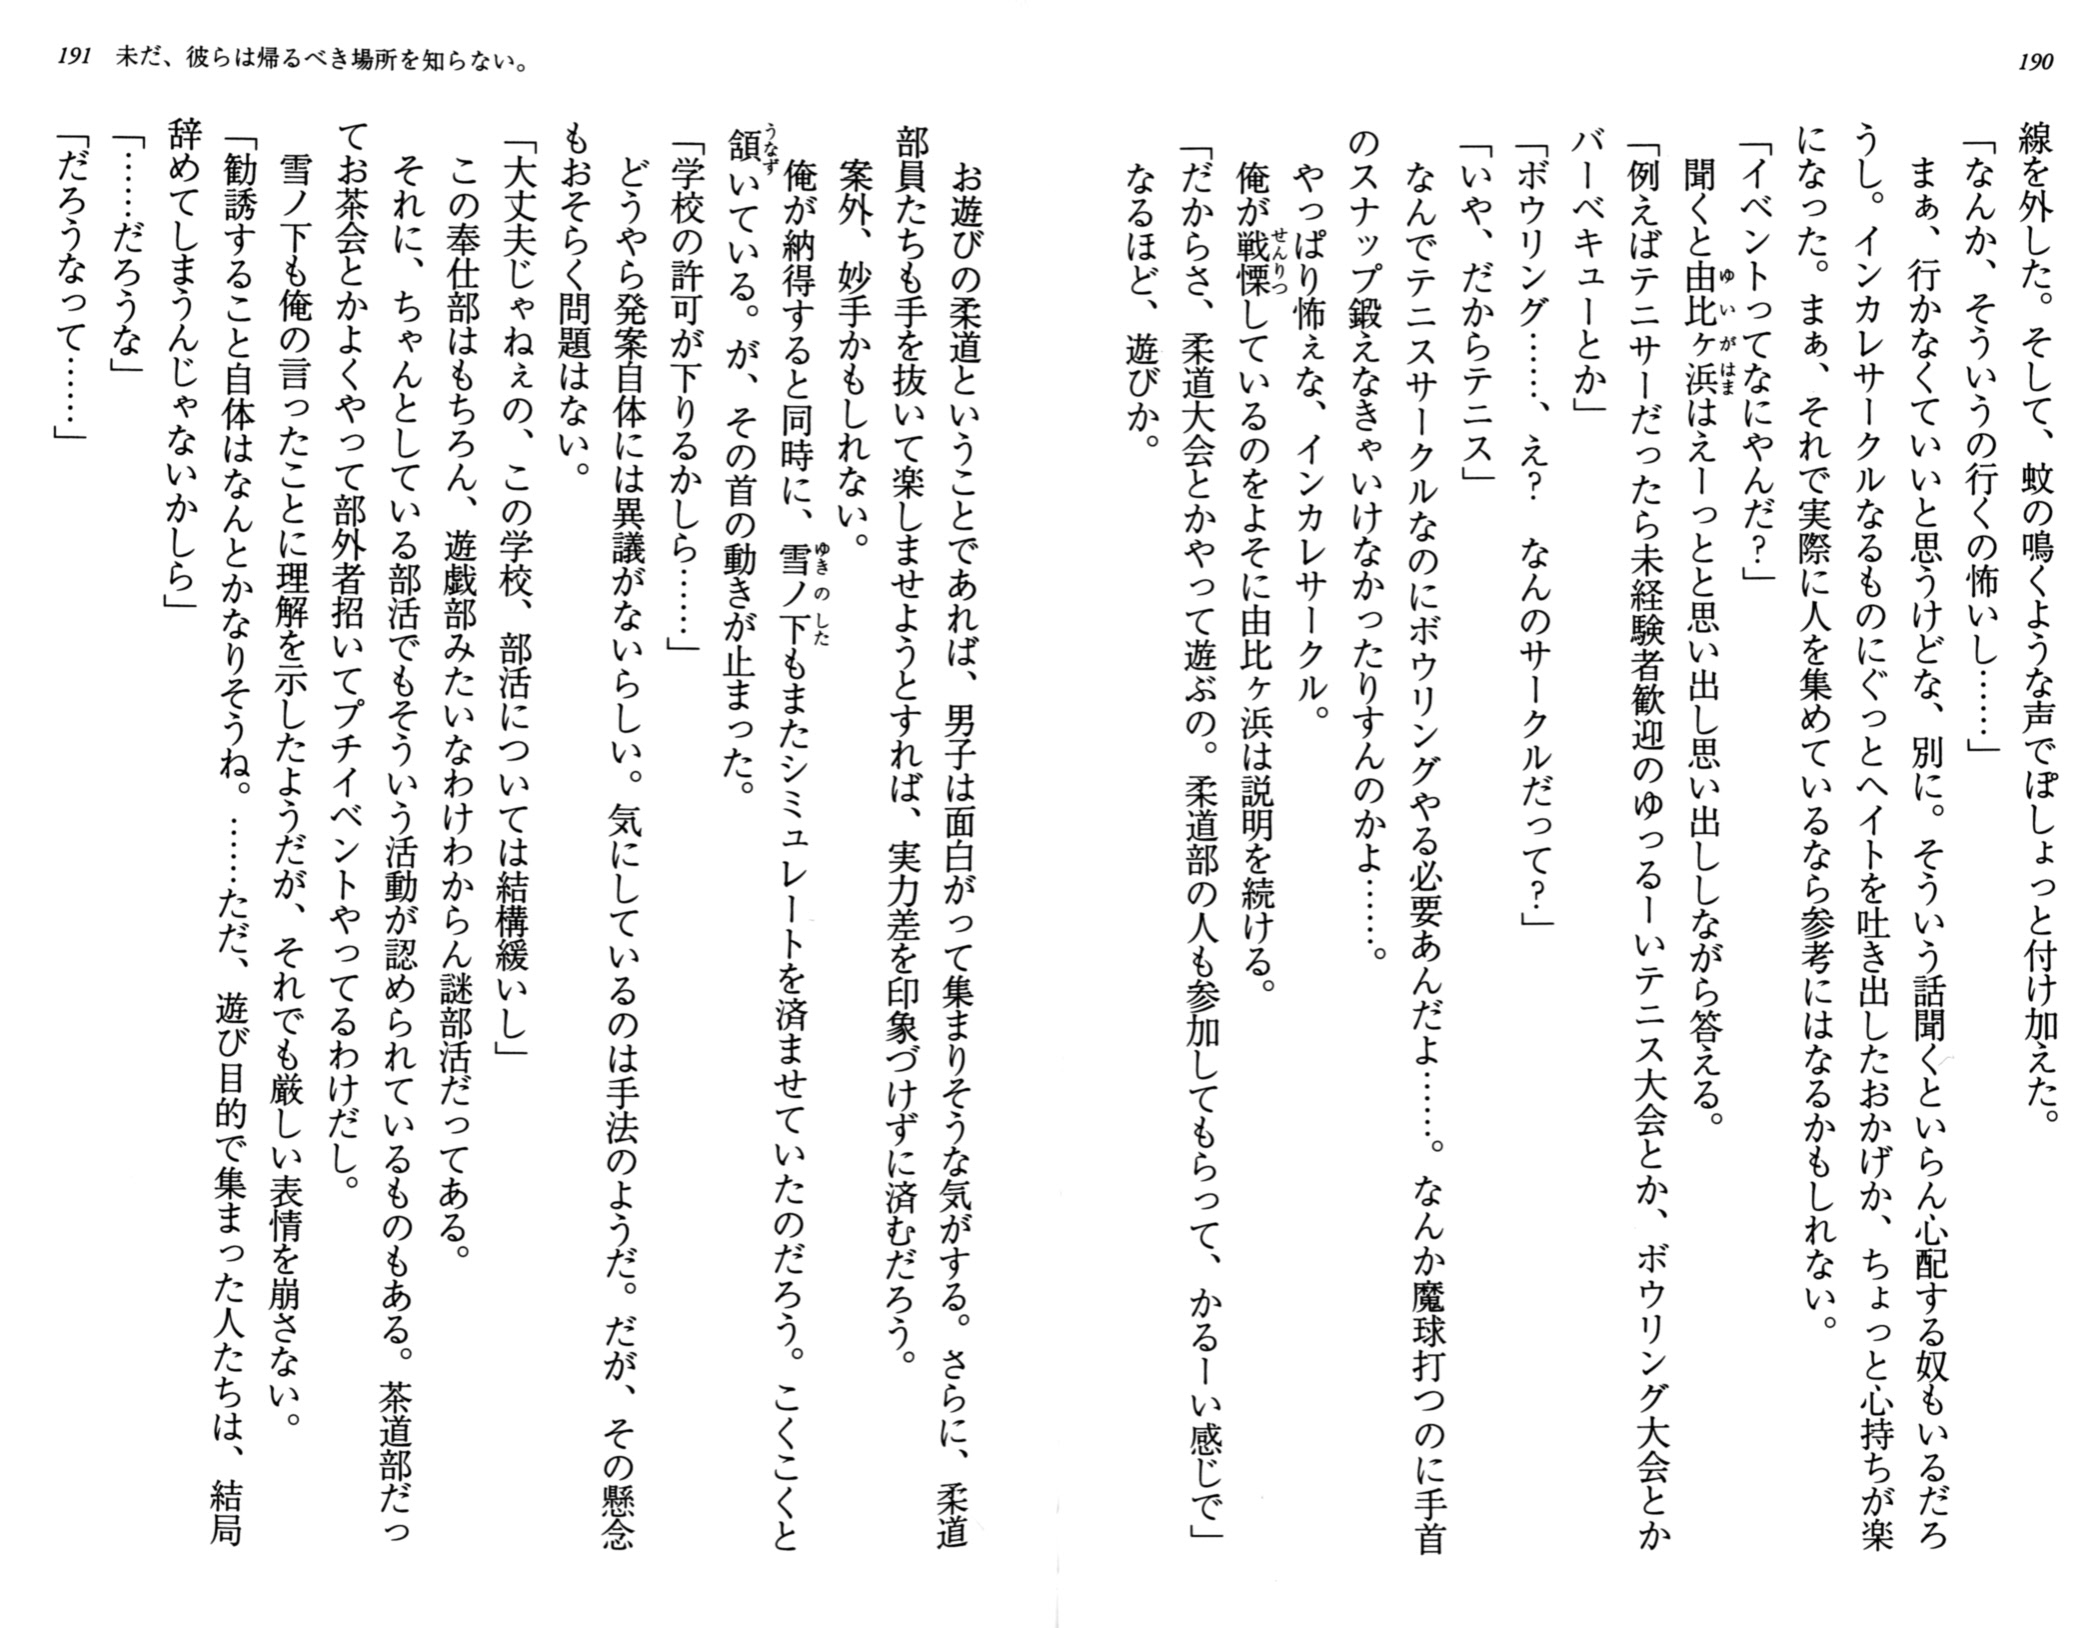 190
線を外した。そして、蚊の鳴くような声でぽしょっと付け加えた。
「なんか、そういうの行くの怖いし……」
まぁ、行かなくていいと思うけどな、別に。そういう話聞くといらん心配する奴もいるだろ
うし。インカレサークルなるものにぐっとヘイトを吐き出したおかげか、ちょっと心持ちが楽
になった。まぁ、それで実際に人を集めているなら参考にはなるかもしれない。
「イベントってなにやんだ?」
聞くと由比ヶ浜はえーっとと思い出し思い出ししながら答える。
「例えばテニサーだったら未経験者歓迎のゆっるーいテニス大会とか、ボウリング大会とか
バーベキューとか」
「ボウリング……、え? なんのサークルだって?」
「いや、だからテニス」
なんでテニスサークルなのにボウリングやる必要あんだよ……。なんか魔球打つのに手首
のスナップ鍛えなきゃいけなかったりすんのかよ……。
やっぱり怖ぇな、インカレサークル。
俺が戦慄しているのをよそに由比ヶ浜は説明を続ける。
「だからさ、柔道大会とかやって遊ぶの。柔道部の人も参加してもらって、かるーい感じで」
なるほど、遊びか。
191 未だ、彼らは帰るべき場所を知らない。
お遊びの柔道ということであれば、男子は面白がって集まりそうな気がする。さらに、柔道
部員たちも手を抜いて楽しませようとすれば、実力差を印象づけずに済むだろう。
案外、妙手かもしれない。
俺が納得すると同時に、雪ノ下もまたシミュレートを済ませていたのだろう。こくこくと
頷いている。が、その首の動きが止まった。
「学校の許可が下りるかしら……」
どうやら発案自体には異議がないらしい。気にしているのは手法のようだ。だが、その懸念
もおそらく問題はない。
「大丈夫じゃねぇの、この学校、部活については結構緩いし」
この奉仕部はもちろん、遊戯部みたいなわけわからん謎部活だってある。
それに、ちゃんとしている部活でもそういう活動が認められているものもある。茶道部だっ
てお茶会とかよくやって部外者招いてプチイベントやってるわけだし。
雪ノ下も俺の言ったことに理解を示したようだが、それでも厳しい表情を崩さない。
「勧誘すること自体はなんとかなりそうね。……ただ、遊び目的で集まった人たちは、結局
辞めてしまうんじゃないかしら」
「……だろうな」
「だろうなって……」